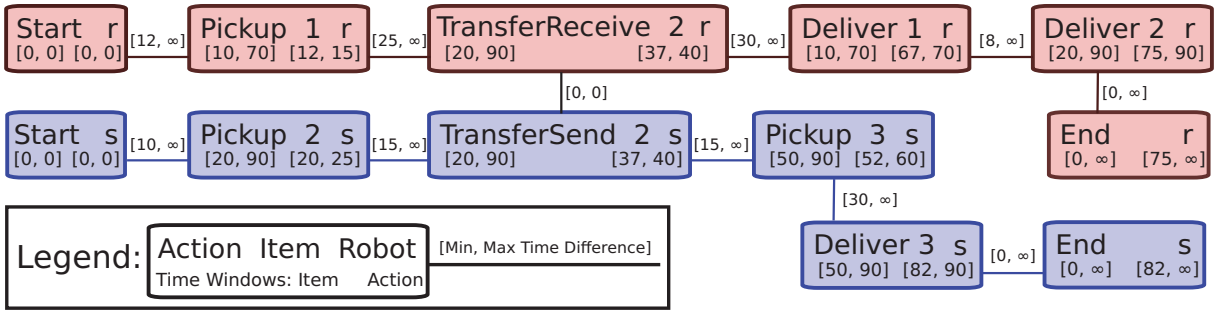 Start r
[0, 0] [0, 0]
[12, ∞]
Pickup 1 r
[10, 70] [12, 15]
[25, ∞]
TransferReceive 2 r
[20, 90] [37, 40]
[30, ∞]
Deliver 1 r
[10, 70] [67, 70]
[8, ∞]
Deliver 2 r
[20, 90] [75, 90]
[0, 0]
[0, ∞]
Start s
[0, 0] [0, 0]
[10, ∞]
Pickup 2 s
[20, 90] [20, 25]
[15, ∞]
TransferSend 2 s
[20, 90] [37, 40]
[15, ∞]
Pickup 3 s
[50, 90] [52, 60]
End r
[0, ∞] [75, ∞]
[30, ∞]
Deliver 3 s
[50, 90] [82, 90]
[0, ∞]
End s
[0, ∞] [82, ∞]
Legend:
Action Item Robot
Time Windows: Item Action
[Min, Max Time Difference]